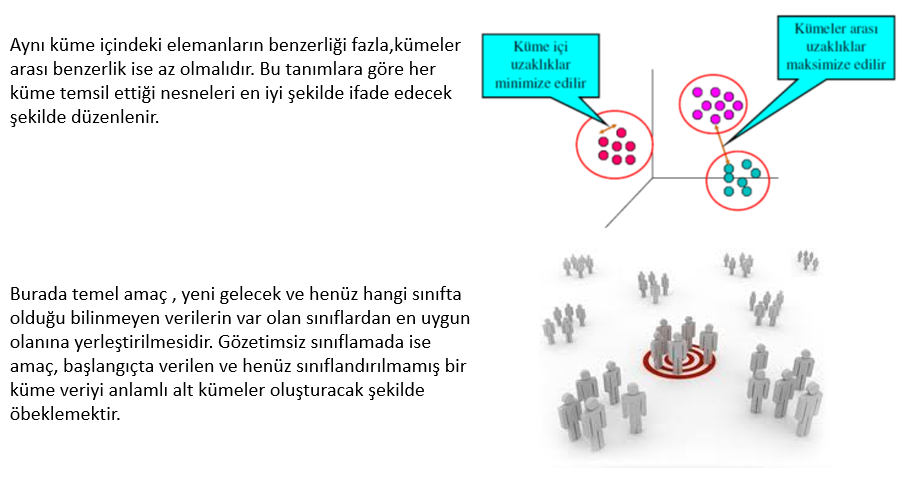 Aynı küme içindeki elemanların benzerliği fazla,kümeler
arası benzerlik ise az olmalıdır. Bu tanımlara göre her
küme temsil ettiği nesneleri en iyi şekilde ifade edecek
şekilde düzenlenir.
Küme içi
uzaklıklar
minimize edilir
Kümeler arası
uzaklıklar
maksimize edilir
Burada temel amaç , yeni gelecek ve henüz hangi sınıfta
olduğu bilinmeyen verilerin var olan sınıflardan en uygun
olanına yerleştirilmesidir. Gözetimsiz sınıflamada ise
amaç, başlangıçta verilen ve henüz sınıflandırılmamış bir
küme veriyi anlamlı alt kümeler oluşturacak şekilde
öbeklemektir.